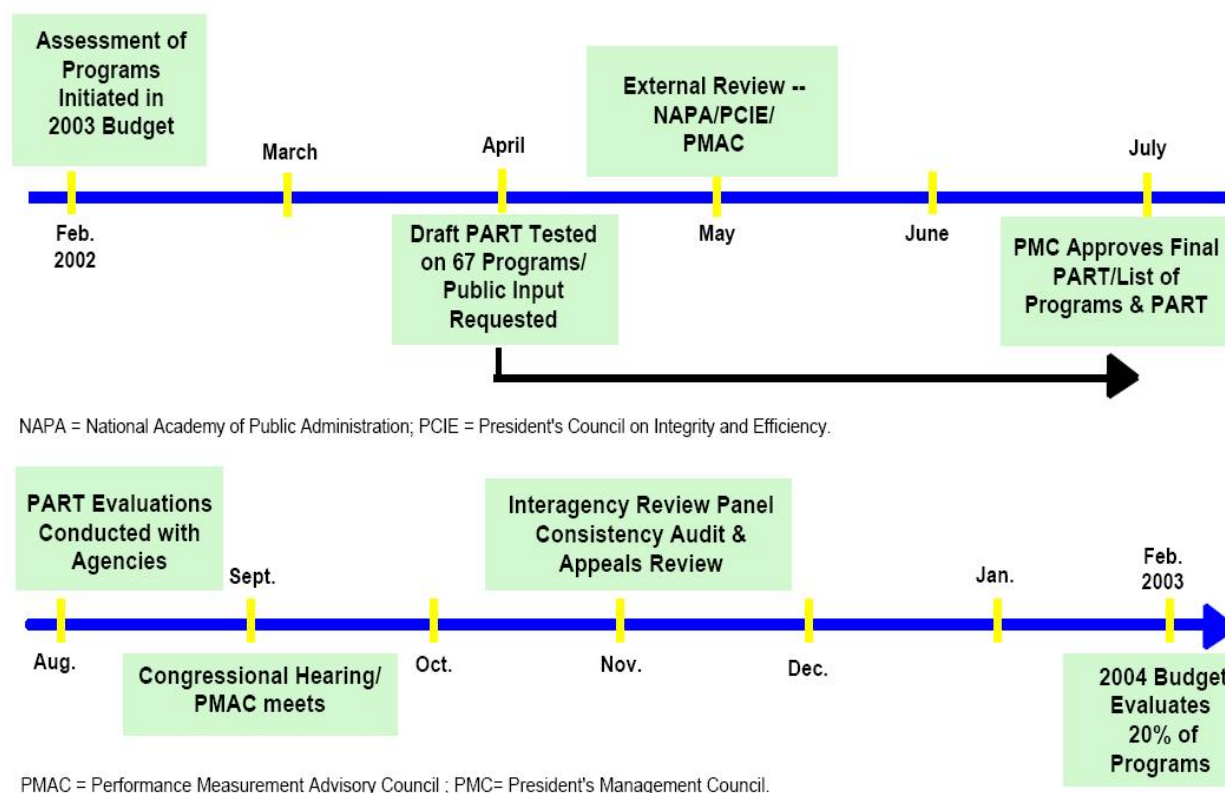 Assessment of
Programs
Initiated in
2003 Budget
March
April
External Review --
NAPA/PCIE/
PMAC
July
Feb.
2002
Draft PART Tested
on 67 Programs/
Public Input
Requested
May
June
PMC Approves Final
PART/List of
Programs & PART
NAPA = National Academy of Public Administration; PCIE = President's Council on Integrity and Efficiency.
PART Evaluations
Conducted with
Agencies
Sept.
Interagency Review Panel
Consistency Audit &
Appeals Review
Jan.
Feb.
2003
Aug.
Congressional Hearing/
PMAC meets
Oct.
Nov.
Dec.
2004 Budget
Evaluates
20% of
Programs
PMAC = Performance Measurement Advisory Council ; PMC= President's Management Council.